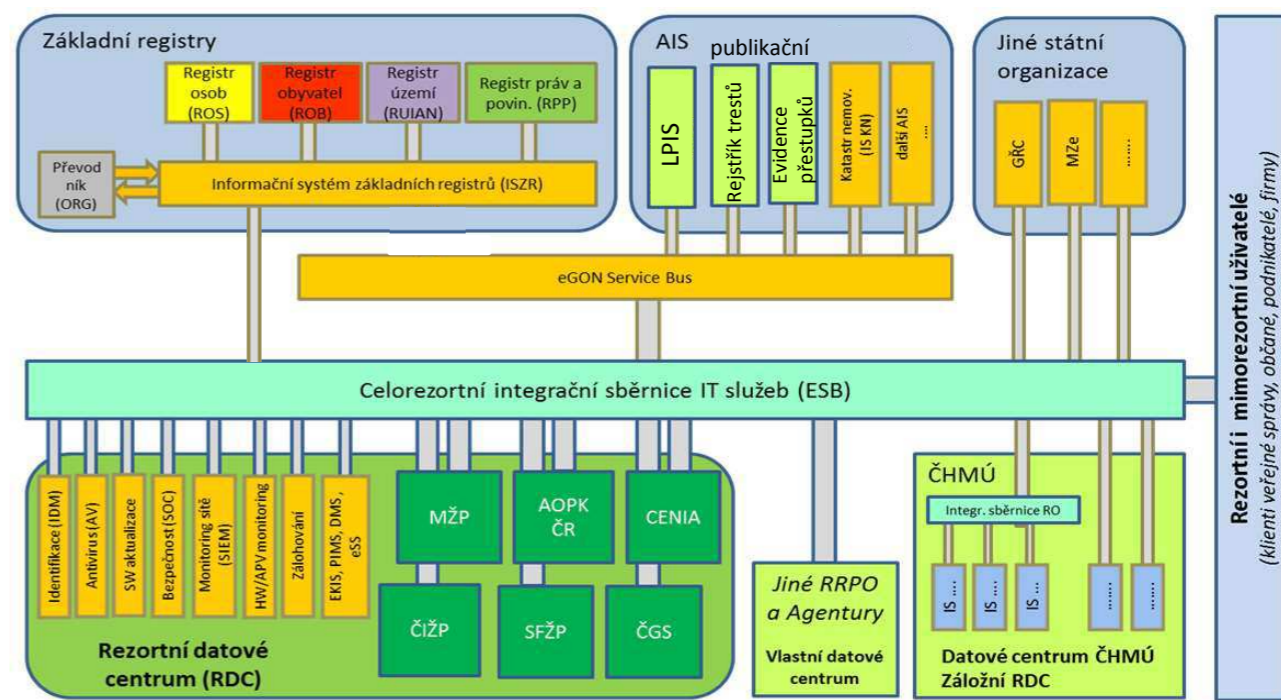 Základní registry
Registr
osob
(ROS)
Registr
obyvatel
(ROB)
Registr
území
(RUIAN)
Registr práv a
povin. (RPP)
Převod
ník
(ORG)
Informační systém základních registrů (ISZR)
AIS
publikační
LPIS
Rejstřík trestů
Evidence
přestupků
Katastr nemov.
(IS KN)
další AIS
....
Jiné státní
organizace
GŘC
MZe
.......
eGON Service Bus
Celorezortní integrační sběrnice IT služeb (ESB)
Rezortní i mimorezortní uživatelé
(klienti veřejné správy, občané, podnikatelé, firmy)
Identifikace (IDM)
Antivirus (AV)
SW aktualizace
Bezpečnost (SOC)
Monitoring sítě
(SIEM)
HW/APV monitoring
Zálohování
EKIS, PIMS, DMS ,
eSS
MŽP
AOPK
ČR
CENIA
ČIŽP
SFŽP
ČGS
Rezortní datové
centrum (RDC)
Jiné RRPO
a Agentury
Vlastní datové
centrum
ČHMÚ
Integr. sběrnice RO
IS ....
IS ....
IS ...
.......
.......
Datové centrum ČHMÚ
Záložní RDC